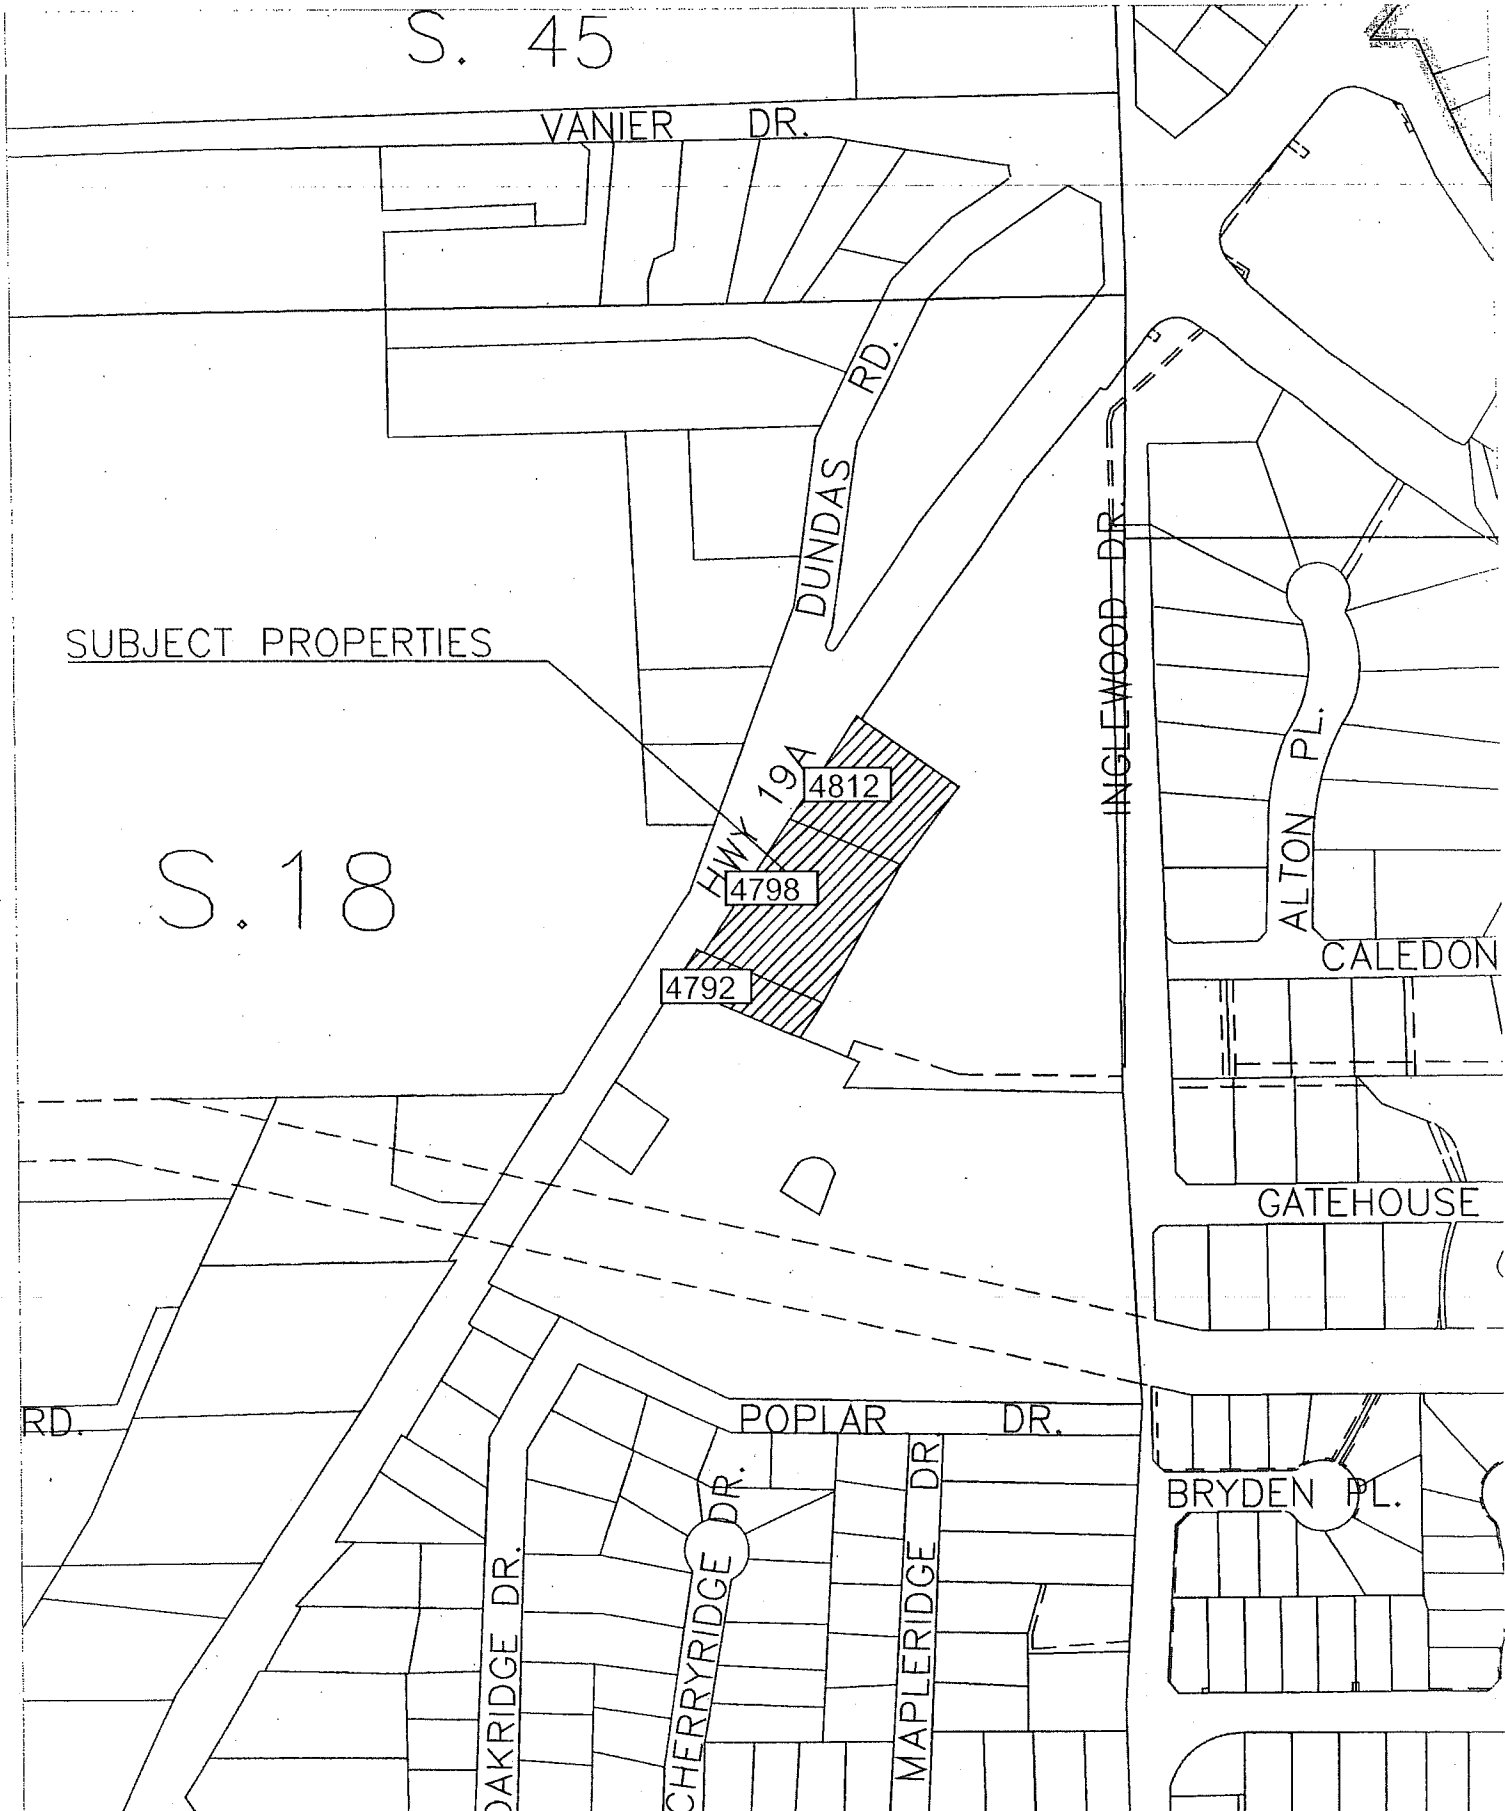 S. 45
VANIER DR.
DUNDAS RD.
INGLEWOOD DR.
SUBJECT PROPERTIES
HWY 19A
4812
ALTON PL.
S.18
4798
CALEDON
4792
GATEHOUSE
RD.
POPLAR DR.
BRYDEN PL.
OAKRIDGE DR.
CHERRYRIDGE DR.
MAPLERIDGE DR